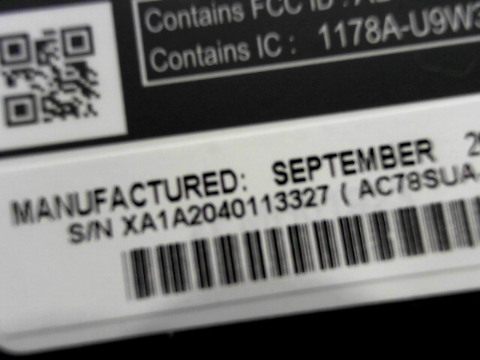 Contains FCC ID :
Contains IC : 1178A-U9W3
MANUFACTURED: SEPTEMBER
S/N XA1A2040113327 ( AC78SUA